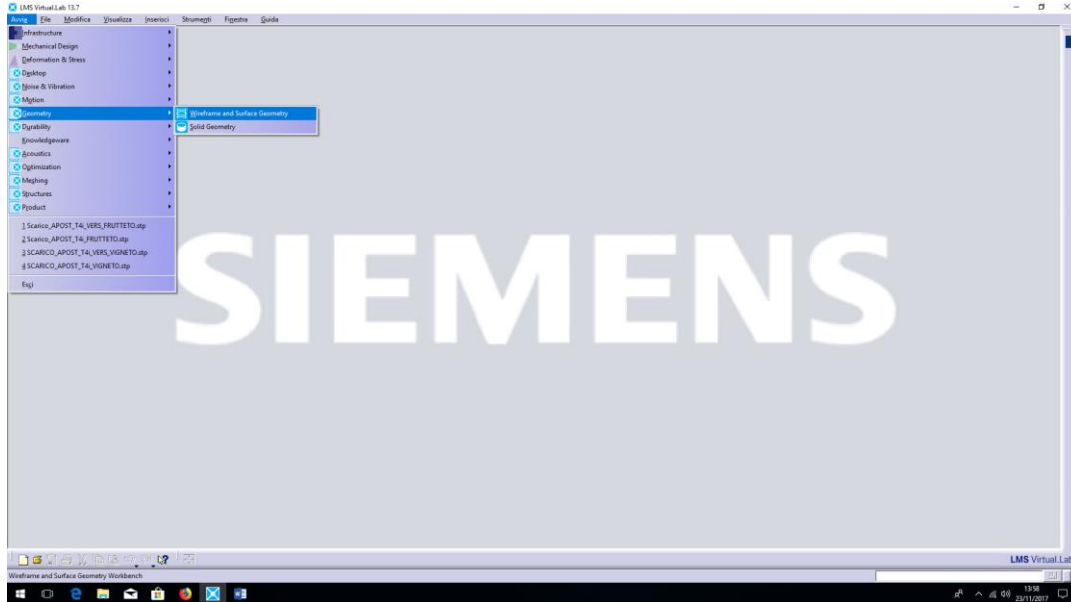 LMS Virtual.Lab 13.7
Avvio File Modifica Visualizza Inserisci Strumenti Finestra Guida
Infrastructure
Mechanical Design
Deformation & Stress
Desktop
Noise & Vibration
Motion
Geometry
Wireframe and Surface Geometry
Durability
Solid Geometry
Knowledgeware
Acoustics
Optimization
Meshing
Structures
Product
1 Scarico_APOST_T4i_VERS_FRUTTETO.stp
2 Scarico_APOST_T4i_FRUTTETO.stp
3 SCARICO_APOST_T4i_VERS_VIGNETO.stp
4 SCARICO_APOST_T4i_VIGNETO.stp
Esci
SIEMENS
LMS Virtual.Lab
Wireframe and Surface Geometry Workbench
13:58
23/11/2017